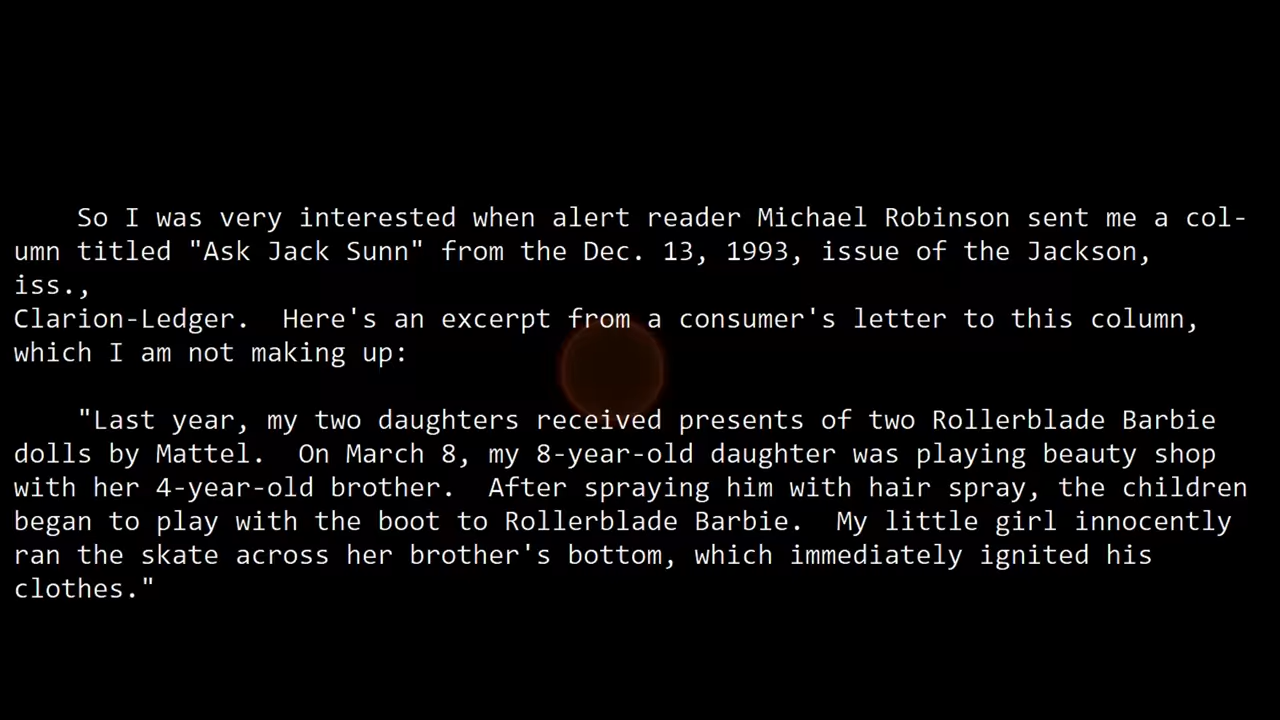 So I was very interested when alert reader Michael Robinson sent me a col-
umn titled "Ask Jack Sunn" from the Dec. 13, 1993, issue of the Jackson,
iss.,
Clarion-Ledger.  Here's an excerpt from a consumer's letter to this column,
which I am not making up:
"Last year, my two daughters received presents of two Rollerblade Barbie
dolls by Mattel.  On March 8, my 8-year-old daughter was playing beauty shop
with her 4-year-old brother.  After spraying him with hair spray, the children
began to play with the boot to Rollerblade Barbie.  My little girl innocently
ran the skate across her brother's bottom, which immediately ignited his
clothes."